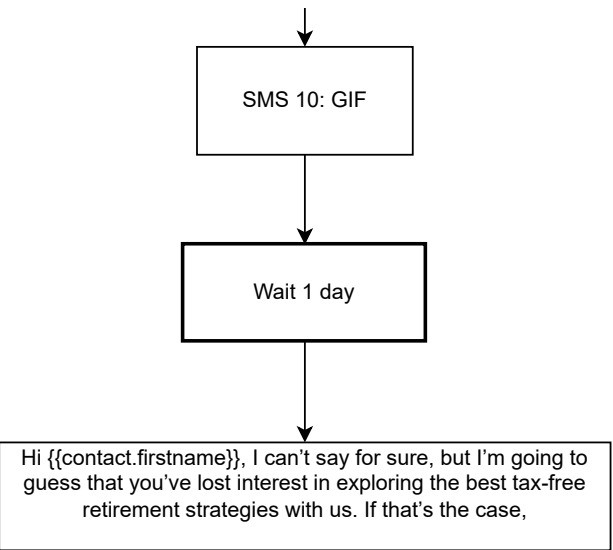 SMS 10: GIF
Wait 1 day
Hi {{contact.firstname}}, I can’t say for sure, but I’m going to
guess that you’ve lost interest in exploring the best tax-free
retirement strategies with us. If that’s the case,